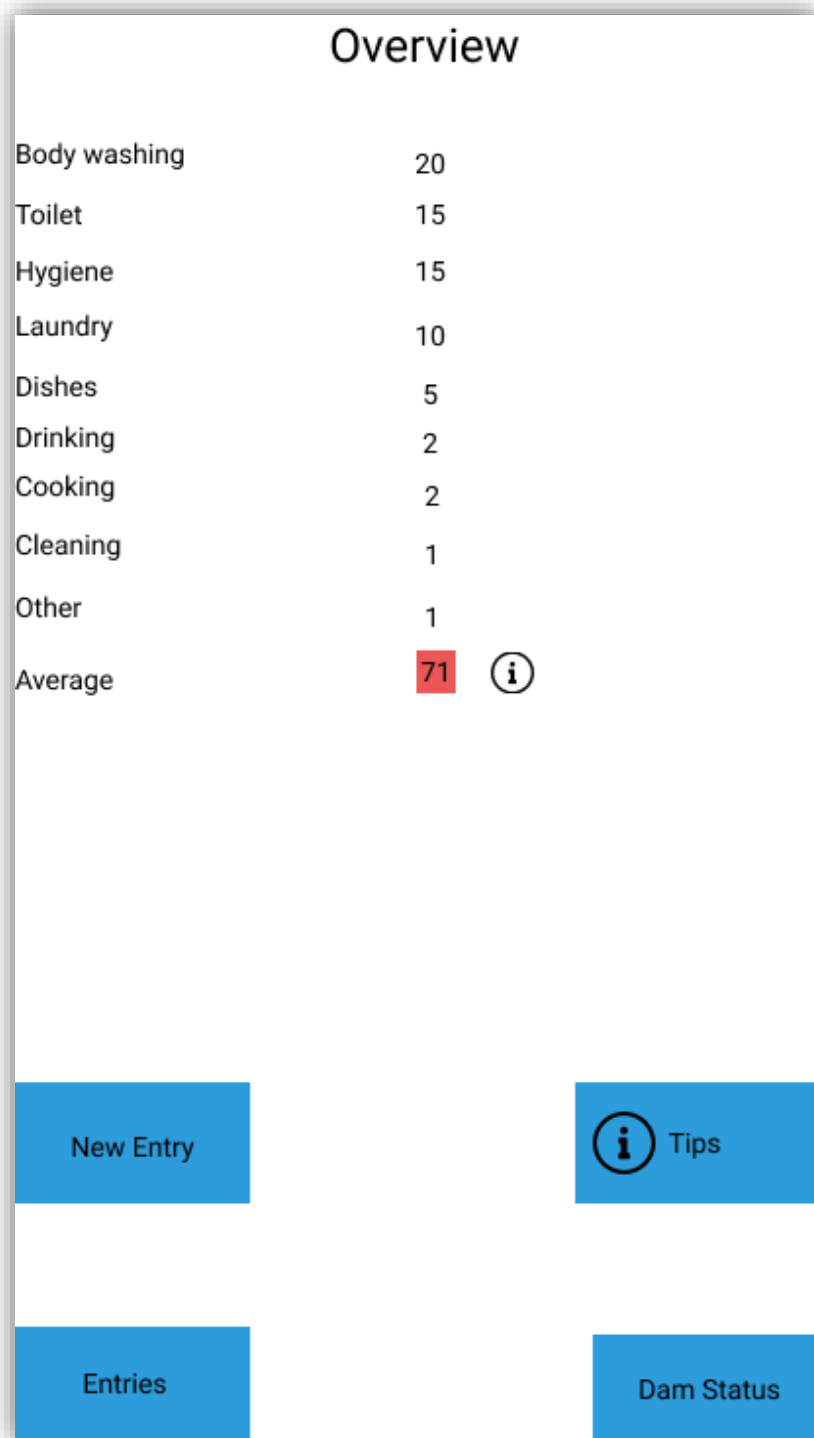 Overview
Body washing 20
Toilet 15
Hygiene 15
Laundry 10
Dishes 5
Drinking 2
Cooking 2
Cleaning 1
Other 1
Average 71 i
New Entry i Tips
Entries Dam Status